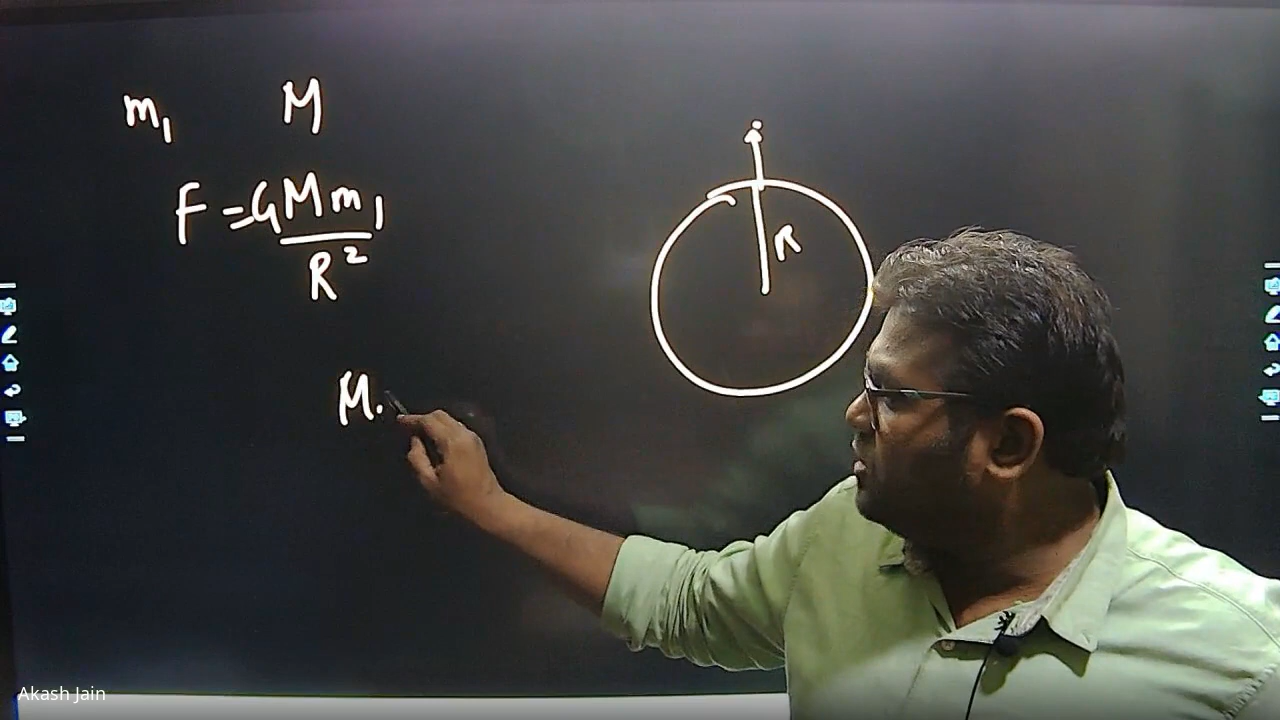 m₁ M
F = GMm₁
R²
R
M.
Akash Jain